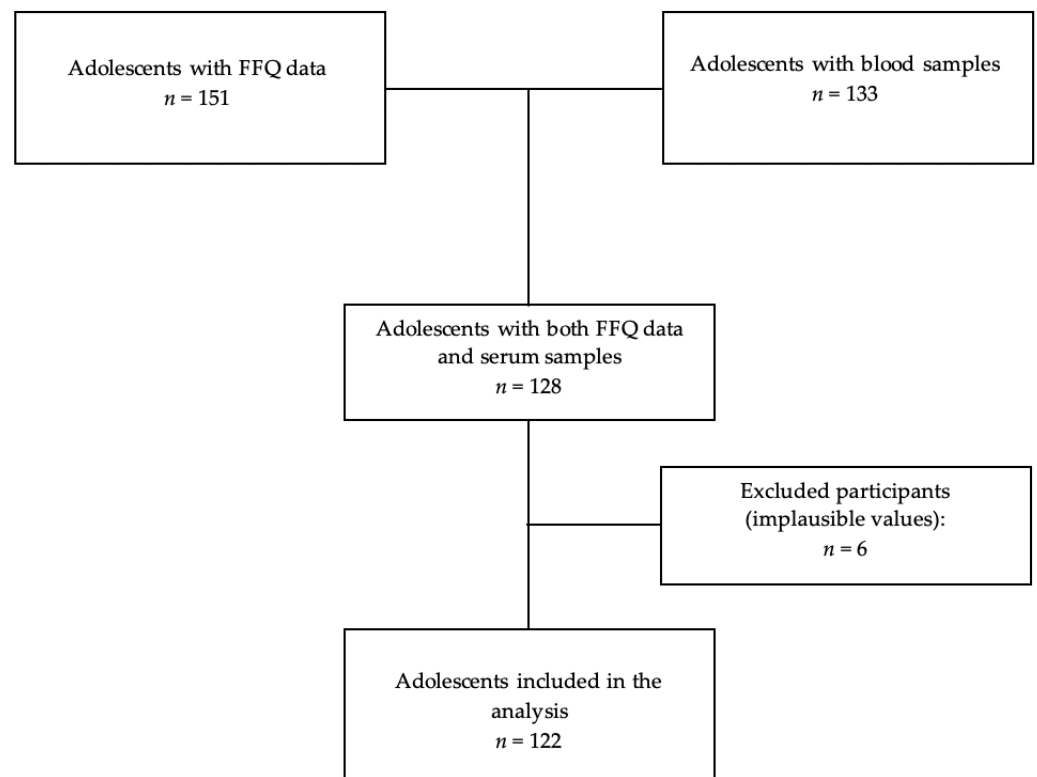 Adolescents with FFQ data
n = 151
Adolescents with blood samples
n = 133
Adolescents with both FFQ data
and serum samples
n = 128
Excluded participants
(implausible values):
n = 6
Adolescents included in the
analysis
n = 122